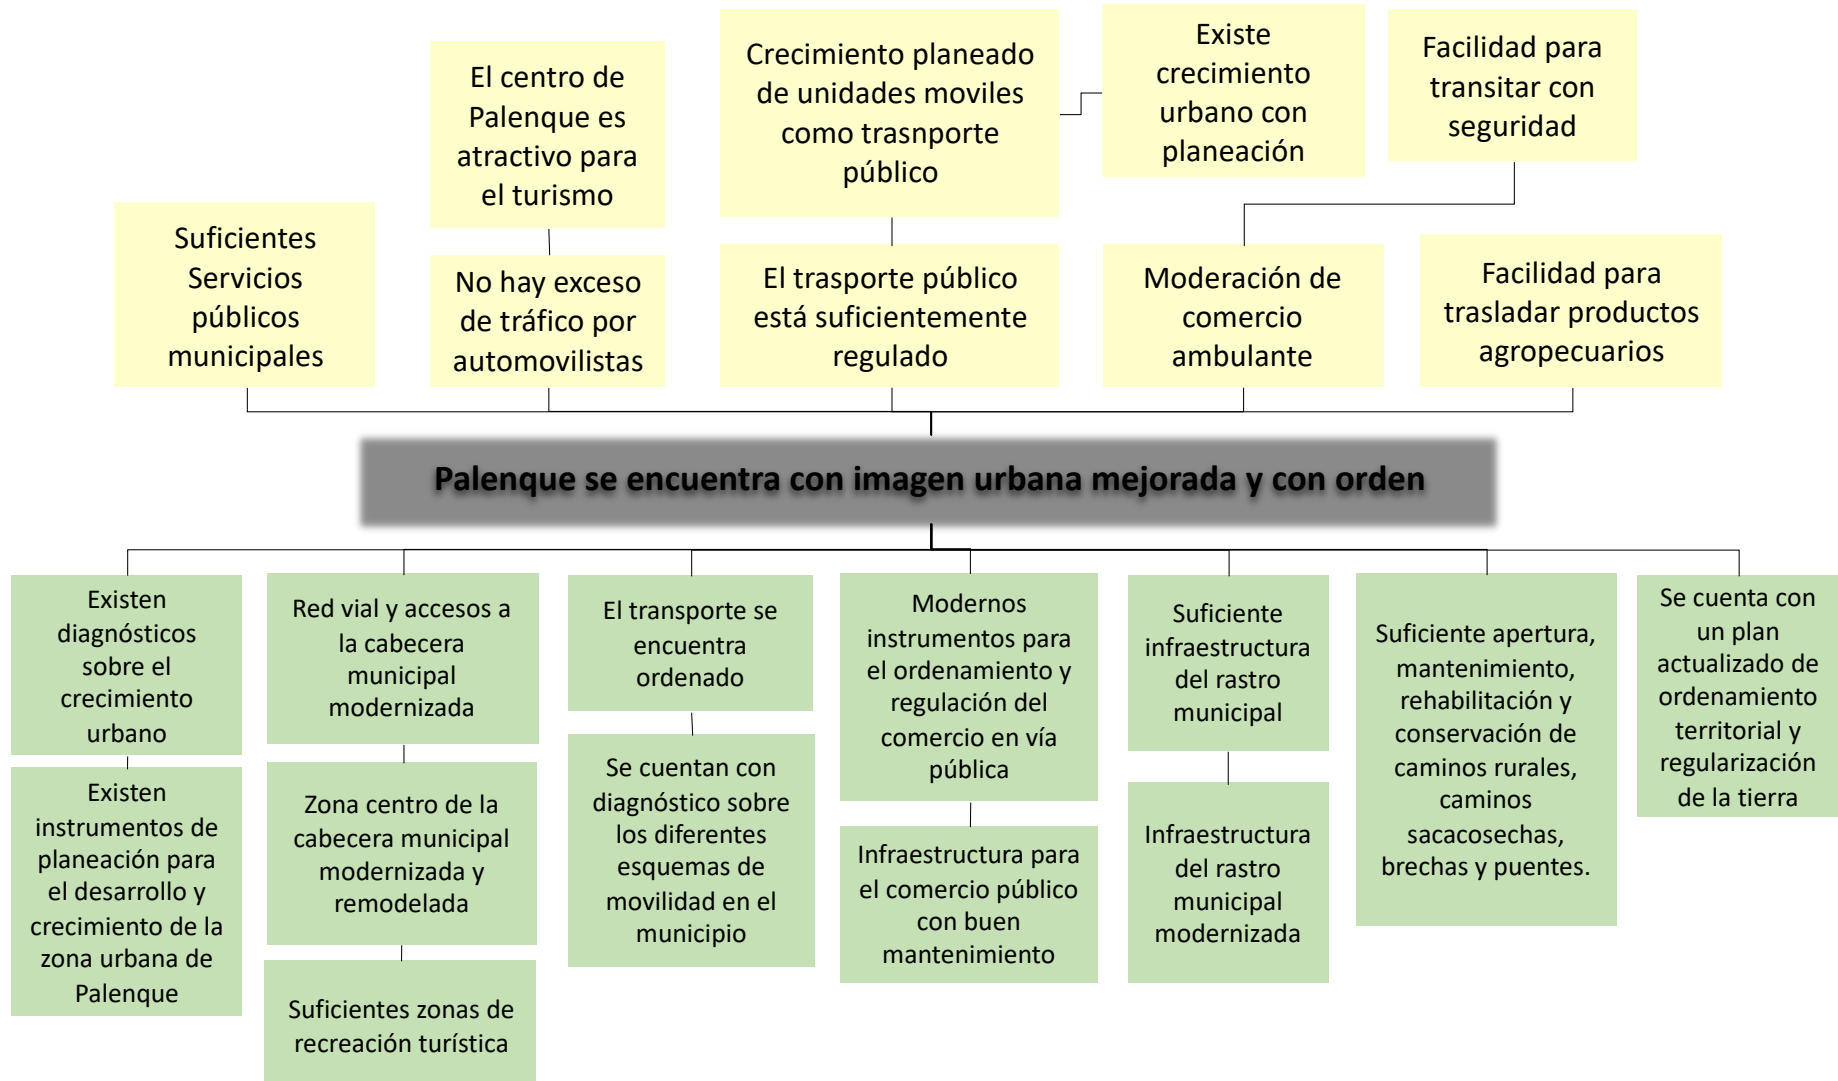 El centro de
Palenque es
atractivo para
el turismo
Crecimiento planeado
de unidades moviles
como trasnporte
público
Existe
crecimiento
urbano con
planeación
Facilidad para
transitar con
seguridad
Suficientes
Servicios
públicos
municipales
No hay exceso
de tráfico por
automovilistas
El trasporte público
está suficientemente
regulado
Moderación de
comercio
ambulante
Facilidad para
trasladar productos
agropecuarios
Palenque se encuentra con imagen urbana mejorada y con orden
Existen
diagnósticos
sobre el
crecimiento
urbano
Red vial y accesos a
la cabecera
municipal
modernizada
El transporte se
encuentra
ordenado
Modernos
instrumentos para
el ordenamiento y
regulación del
comercio en vía
pública
Suficiente
infraestructura
del rastro
municipal
Suficiente apertura,
mantenimiento,
rehabilitación y
conservación de
caminos rurales,
caminos
sacacosechas,
brechas y puentes.
Se cuenta con
un plan
actualizado de
ordenamiento
territorial y
regularización
de la tierra
Existen
instrumentos de
planeación para
el desarrollo y
crecimiento de la
zona urbana de
Palenque
Zona centro de la
cabecera municipal
modernizada y
remodelada
Se cuentan con
diagnóstico sobre
los diferentes
esquemas de
movilidad en el
municipio
Infraestructura para
el comercio público
con buen
mantenimiento
Infraestructura
del rastro
municipal
modernizada
Suficientes zonas de
recreación turística